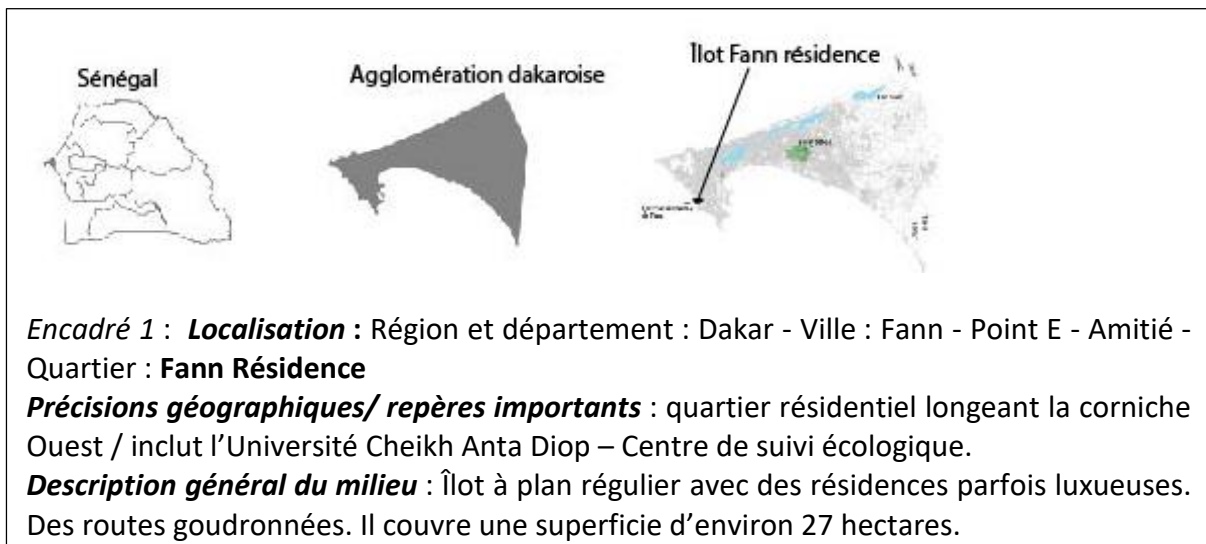 Sénégal
Agglomération dakaroise
Îlot Fann résidence
Encadré 1 : Localisation : Région et département : Dakar - Ville : Fann - Point E - Amitié -
Quartier : Fann Résidence
Précisions géographiques/ repères importants : quartier résidentiel longeant la corniche
Ouest / inclut l’Université Cheikh Anta Diop – Centre de suivi écologique.
Description général du milieu : Îlot à plan régulier avec des résidences parfois luxueuses.
Des routes goudronnées. Il couvre une superficie d’environ 27 hectares.